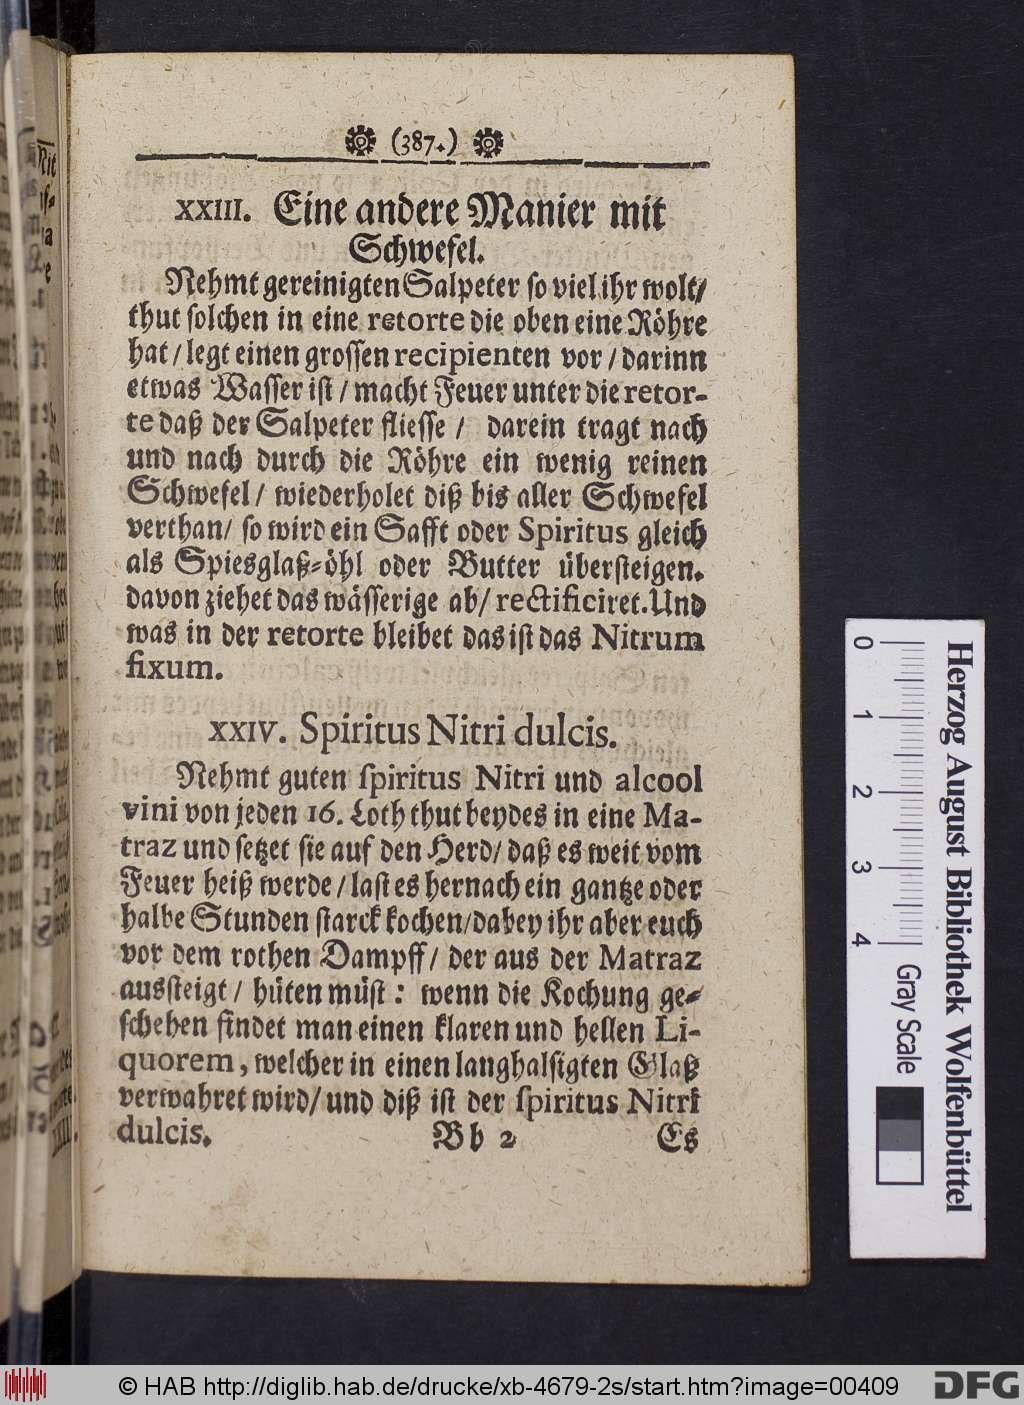 (387.)
XXIII. Eine andere Manier mit
Schwefel.
Nehmt gereinigten Salpeter so viel ihr wolt/
thut solchen in eine retorte die oben eine Röhre
hat / legt einen grossen recipienten vor / darinn
etwas Wasser ist / macht Feuer unter die retor-
te daß der Salpeter fliesse / darein tragt nach
und nach durch die Röhre ein wenig reinen
Schwefel / wiederholet diß bis aller Schwefel
verthan/ so wird ein Safft oder Spiritus gleich
als Spiesglaß-öhl oder Butter übersteigen.
davon ziehet das wässerige ab/ rectificiret. Und
was in der retorte bleibet das ist das Nitrum
fixum.
XXIV. Spiritus Nitri dulcis.
Nehmt guten spiritus Nitri und alcool
vini von jeden 16. Loth thut beydes in eine Ma-
traz und setzet sie auf den Herd/ daß es weit vom
Feuer heiß werde / last es hernach ein gantze oder
halbe Stunden starck kochen/dabey ihr aber euch
vor dem rothen Dampff/ der aus der Matraz
aussteigt / hüten müst: wenn die Kochung ge-
schehen findet man einen klaren und hellen Li-
quorem, welcher in einen langhalsigten Glaß
verwahret wird/ und diß ist der spiritus Nitri
dulcis. Bb 2 Es
0 1 2 3 4
Gray Scale
Herzog August Bibliothek Wolfenbüttel
© HAB http://diglib.hab.de/drucke/xb-4679-2s/start.htm?image=00409
DFG